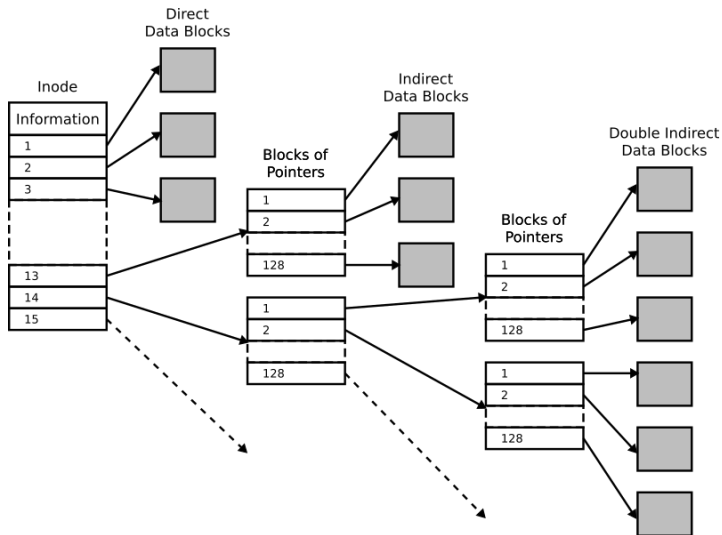 Direct
Data Blocks
Inode
Information
1
2
3
13
14
15
Blocks of
Pointers
1
2
128
1
2
128
Indirect
Data Blocks
Blocks of
Pointers
1
2
128
1
2
128
Double Indirect
Data Blocks